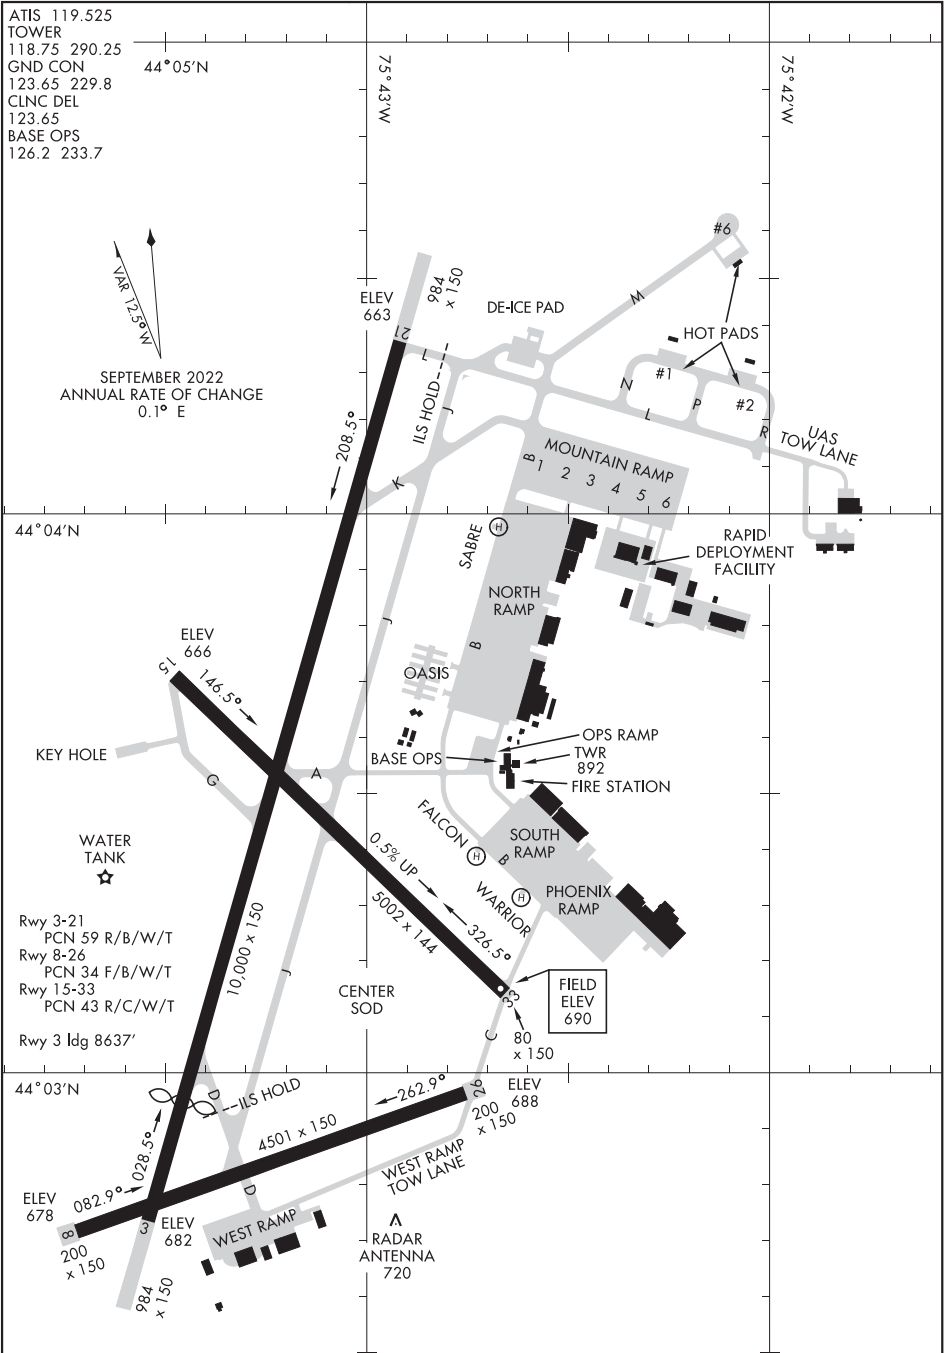 ATIS 119.525
TOWER
118.75 290.25
GND CON
123.65 229.8
CLNC DEL
123.65
BASE OPS
126.2 233.7
44°05'N
75°43'W
75°42'W
VAR 12.5° W
SEPTEMBER 2022
ANNUAL RATE OF CHANGE
0.1° E
ELEV
663
984
x 150
21
L
DE-ICE PAD
#6
M
HOT PADS
#1
#2
N
P
L
R
UAS
TOW LANE
ILS HOLD
J
208.5°
K
B
MOUNTAIN RAMP
1 2 3 4 5 6
44°04'N
SABRE
H
RAPID
DEPLOYMENT
FACILITY
NORTH
RAMP
J
B
ELEV
666
15
146.5°
OASIS
KEY HOLE
G
A
BASE OPS
OPS RAMP
TWR
892
FIRE STATION
FALCON
H
B
SOUTH
RAMP
WATER
TANK
0.5% UP
5002 x 144
326.5°
WARRIOR
H
PHOENIX
RAMP
Rwy 3-21
PCN 59 R/B/W/T
Rwy 8-26
PCN 34 F/B/W/T
Rwy 15-33
PCN 43 R/C/W/T
Rwy 3 ldg 8637'
10,000 x 150
J
CENTER
SOD
33
FIELD
ELEV
690
C
80
x 150
44°03'N
D
ILS HOLD
262.9°
26
ELEV
688
200
x 150
4501 x 150
028.5°
082.9°
WEST RAMP
TOW LANE
D
ELEV
678
8
200
x 150
3
ELEV
682
WEST RAMP
984
x 150
RADAR
ANTENNA
720